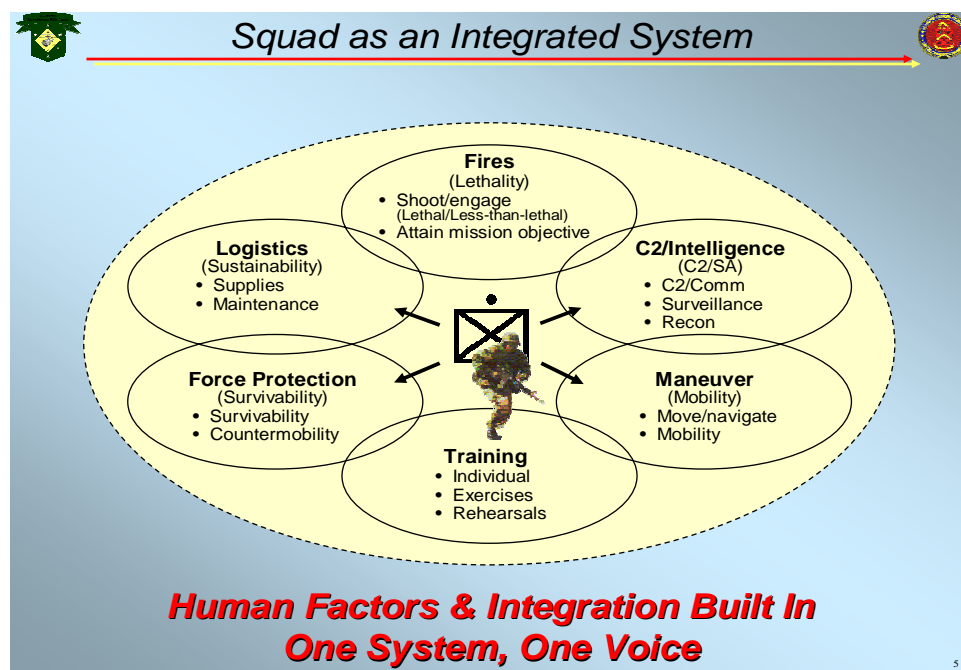 Squad as an Integrated System
Fires
(Lethality)
• Shoot/engage
(Lethal/Less-than-lethal)
• Attain mission objective
Logistics
(Sustainability)
• Supplies
• Maintenance
C2/Intelligence
(C2/SA)
• C2/Comm
• Surveillance
• Recon
Force Protection
(Survivability)
• Survivability
• Countermobility
Maneuver
(Mobility)
• Move/navigate
• Mobility
Training
• Individual
• Exercises
• Rehearsals
Human Factors & Integration Built In
One System, One Voice
5